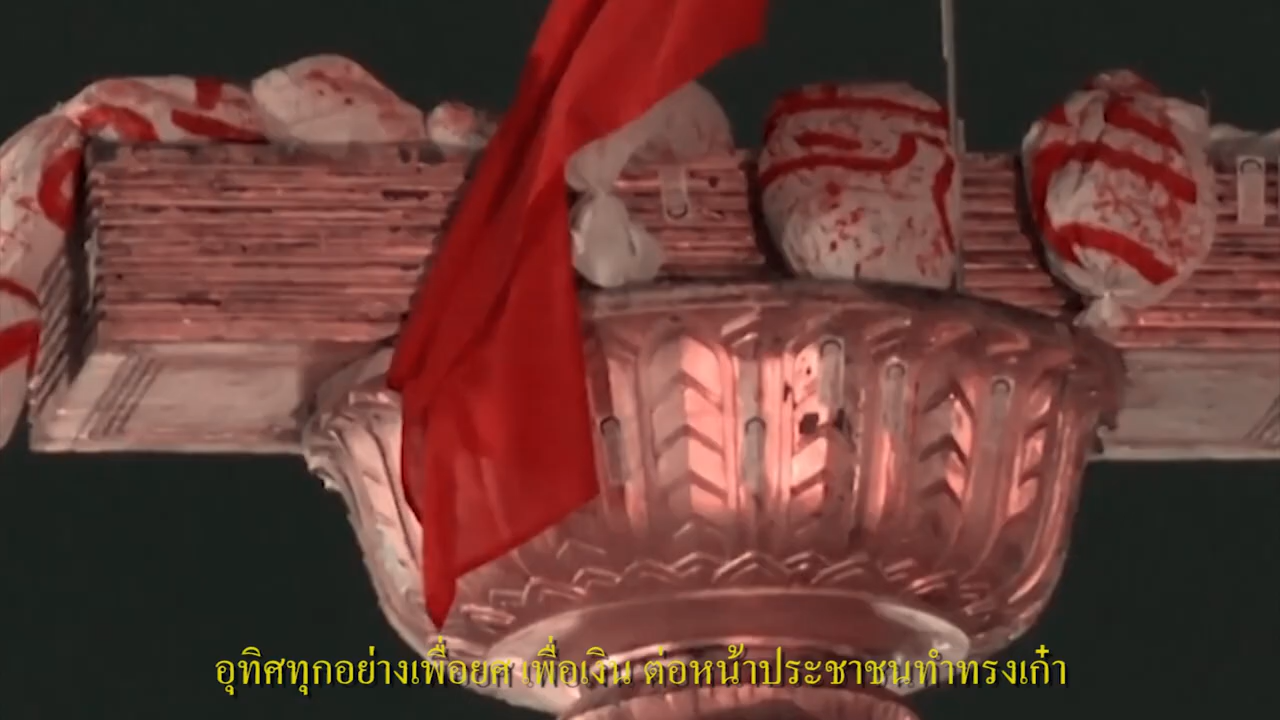 อุทิศทุกอย่างเพื่อยศ เพื่อเงิน ต่อหน้าประชาชนทำทรงเก๋า